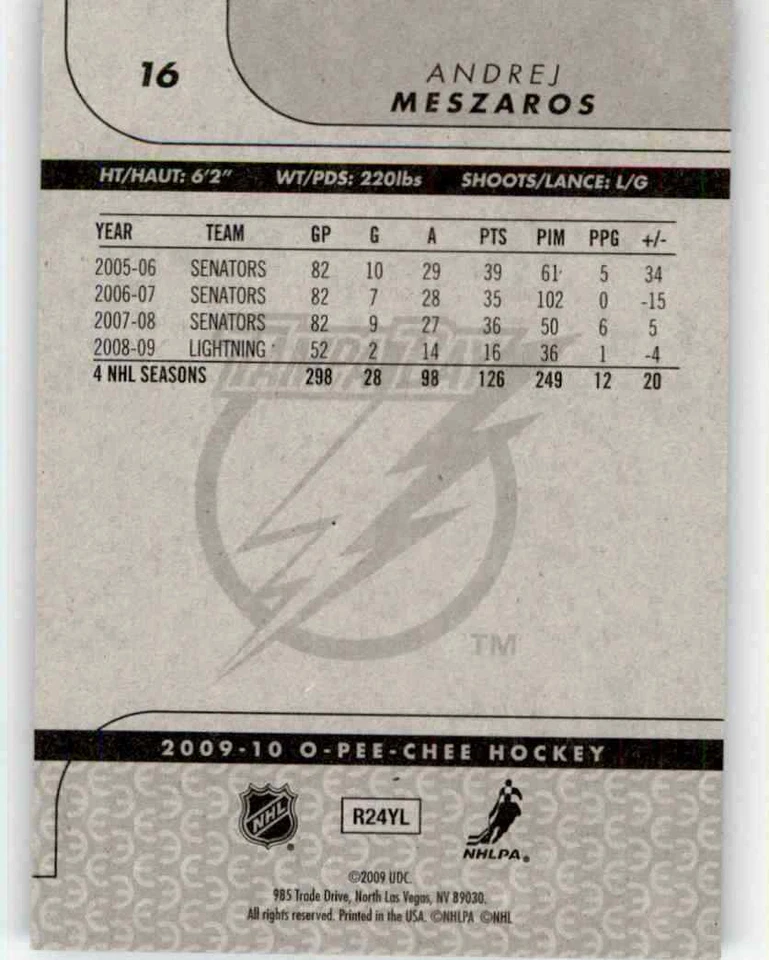 16
ANDREJ
MESZAROS
HT/HAUT: 6'2" WT/PDS: 220lbs SHOOTS/LANCE: L/G
YEAR TEAM GP G A PTS PIM PPG +/-
2005-06 SENATORS 82 10 29 39 61 5 34
2006-07 SENATORS 82 7 28 35 102 0 -15
2007-08 SENATORS 82 9 27 36 50 6 5
2008-09 LIGHTNING 52 2 14 16 36 1 -4
4 NHL SEASONS 298 28 98 126 249 12 20
TAMPA BAY
TM
2009-10 O-PEE-CHEE HOCKEY
NHL ® R24YL
NHLPA®
©2009 UDC.
985 Trade Drive, North Las Vegas, NV 89030.
All rights reserved. Printed in the USA. ©NHLPA ©NHL